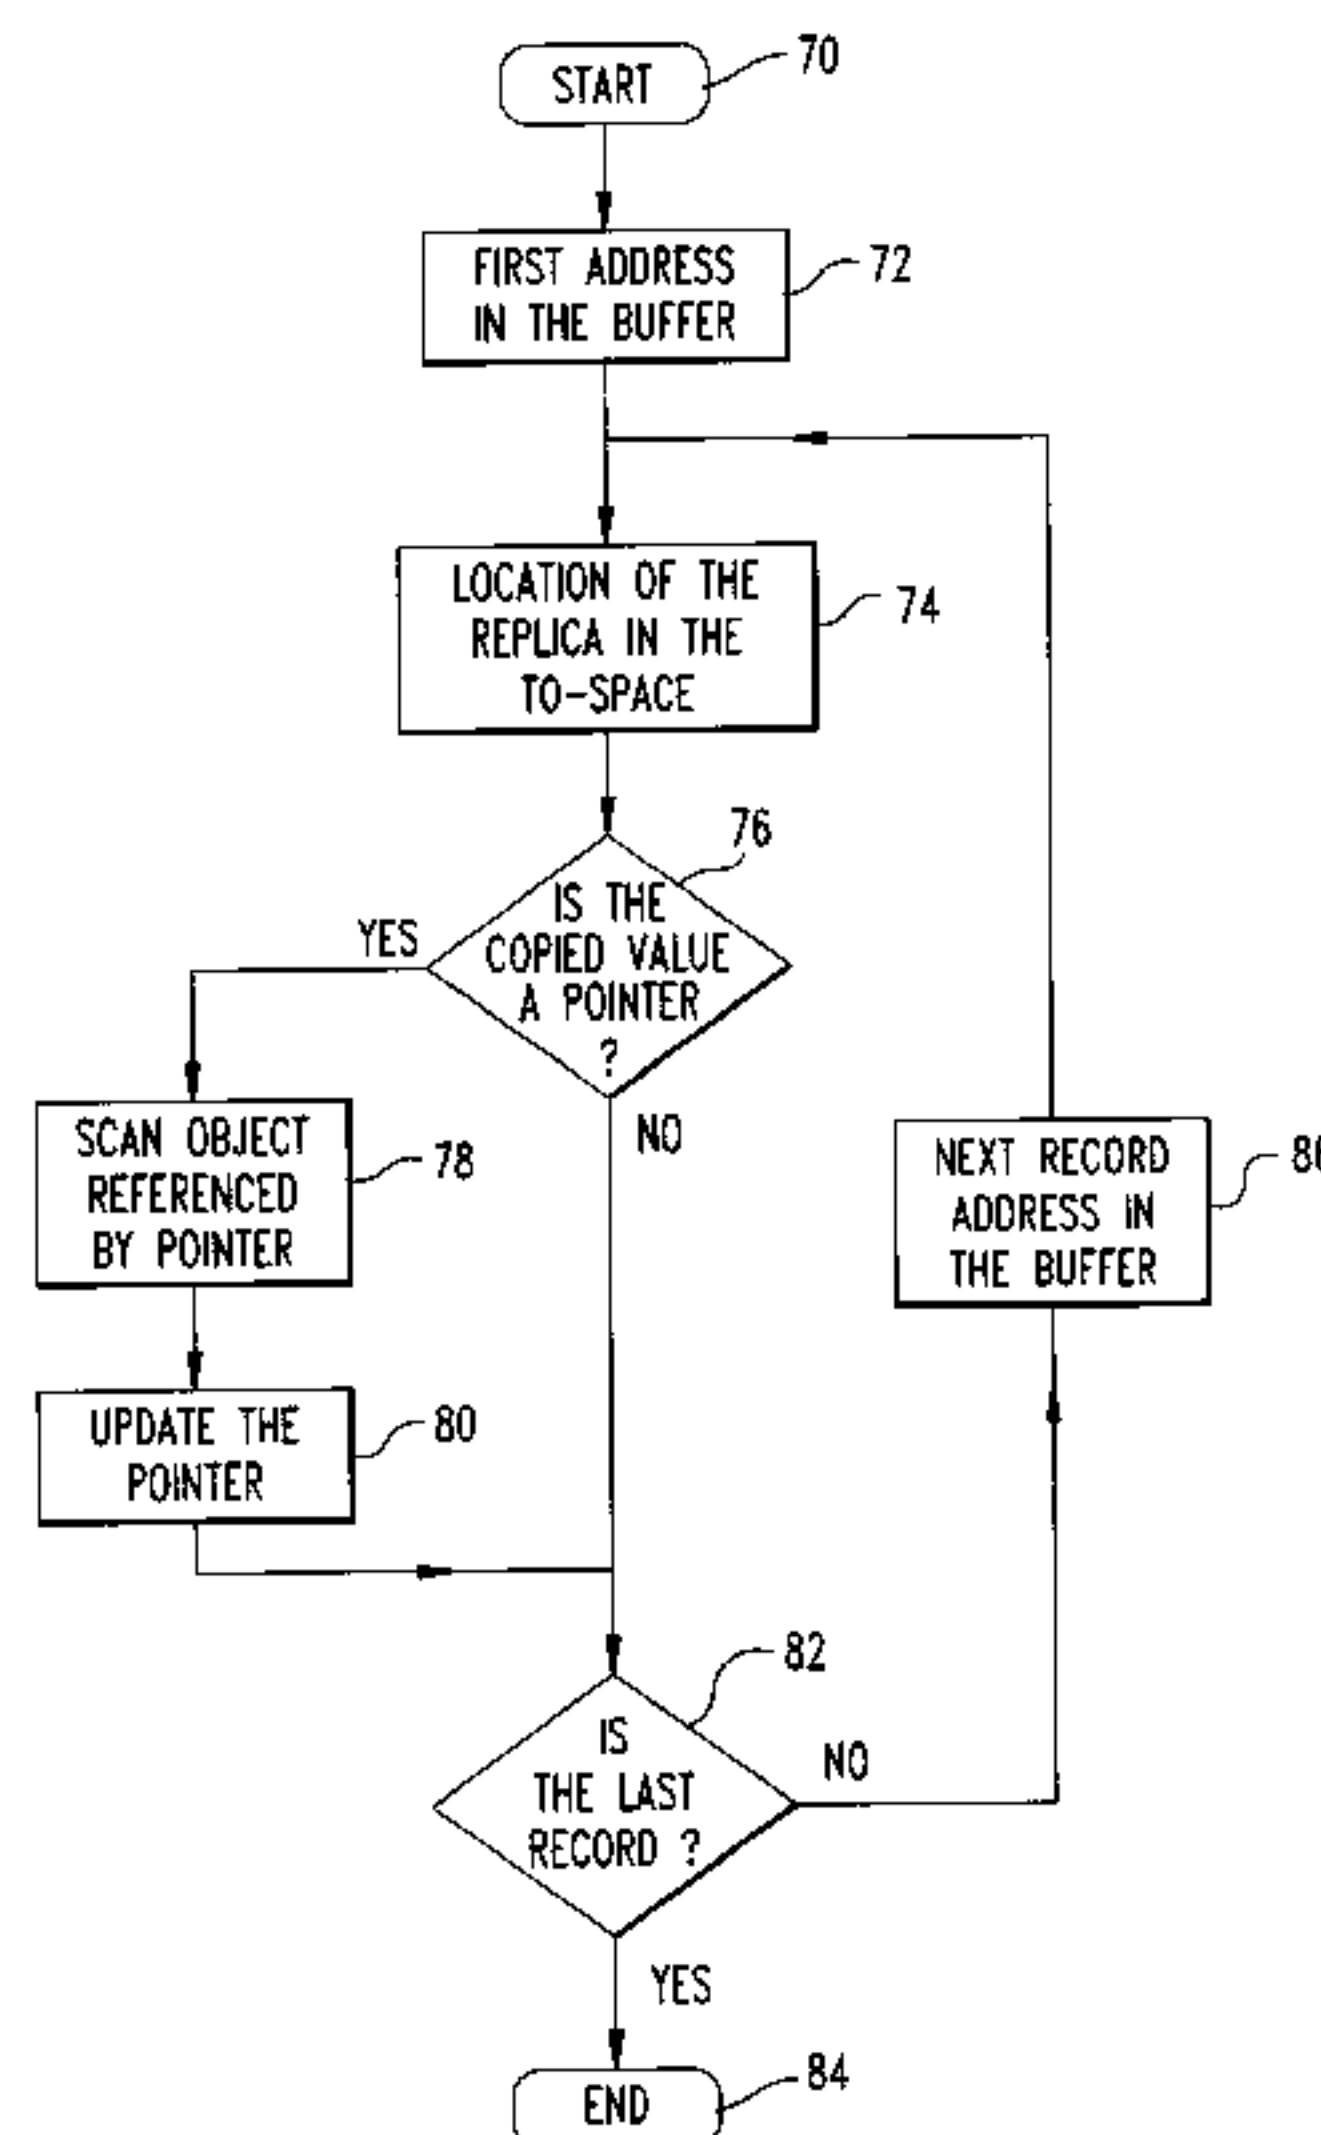 START
70
FIRST ADDRESS
IN THE BUFFER
72
LOCATION OF THE
REPLICA IN THE
TO-SPACE
74
76
IS THE
COPIED VALUE
A POINTER
?
YES
NO
SCAN OBJECT
REFERENCED
BY POINTER
78
UPDATE THE
POINTER
80
NEXT RECORD
ADDRESS IN
THE BUFFER
82
IS
THE LAST
RECORD ?
NO
YES
END
84